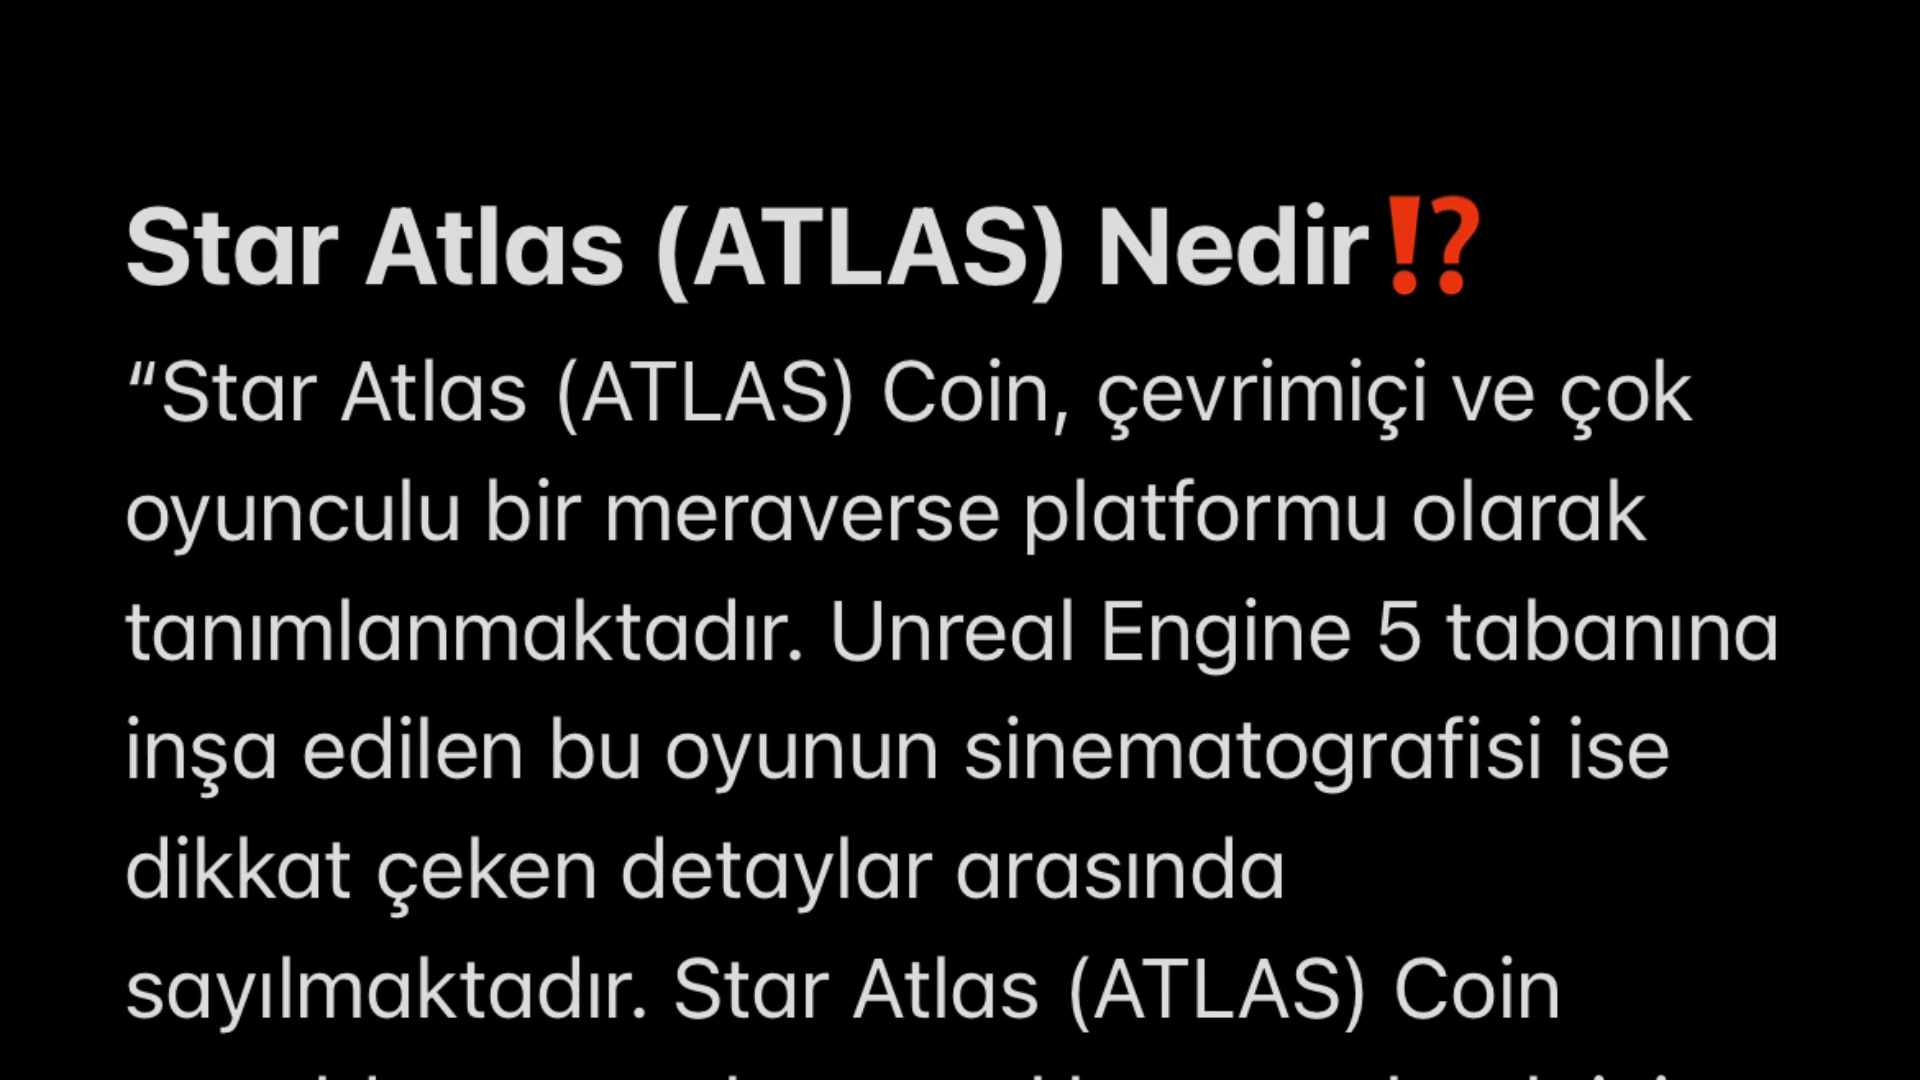 Star Atlas (ATLAS) Nedir⁉️
“Star Atlas (ATLAS) Coin, çevrimiçi ve çok
oyunculu bir meraverse platformu olarak
tanımlanmaktadır. Unreal Engine 5 tabanına
inşa edilen bu oyunun sinematografisi ise
dikkat çeken detaylar arasında
sayılmaktadır. Star Atlas (ATLAS) Coin